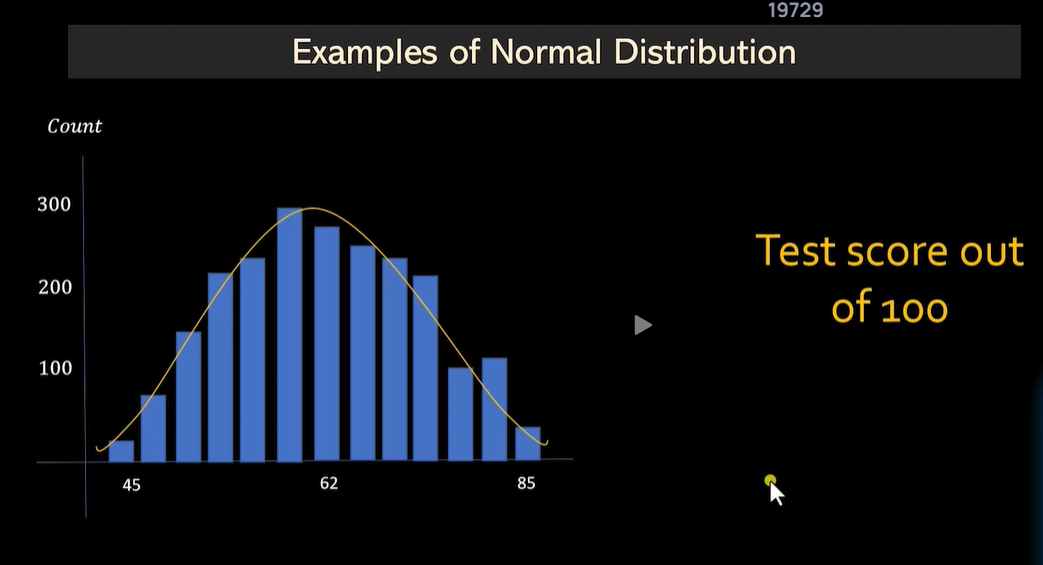 19729
Examples of Normal Distribution
Count
300
200
100
45 62 85
Test score out
of 100